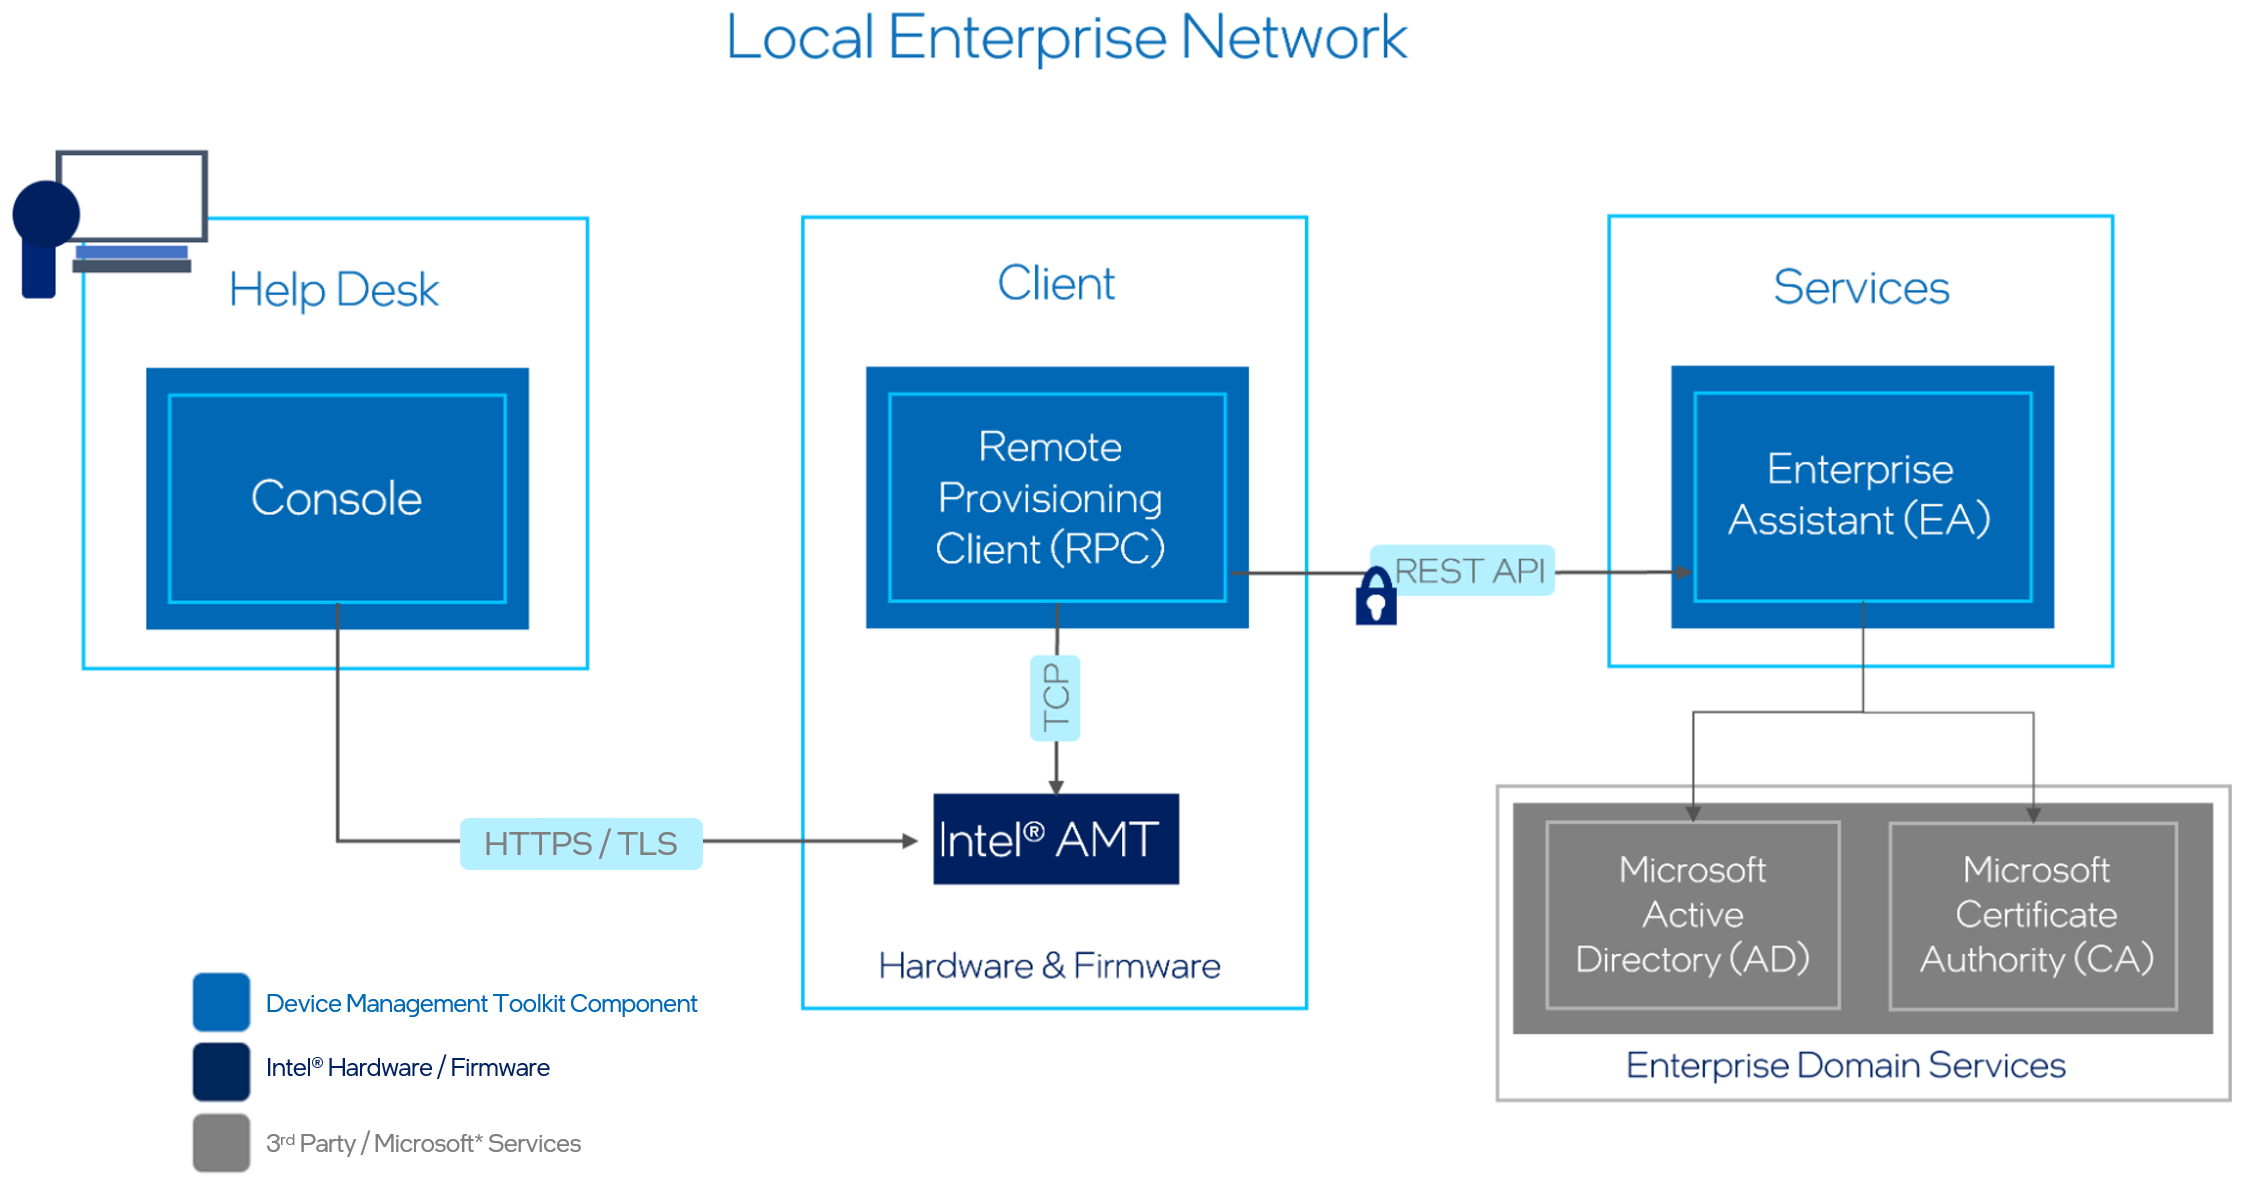 Local Enterprise Network
Help Desk
Console
Client
Remote
Provisioning
Client (RPC)
REST API
TCP
HTTPS / TLS
Intel® AMT
Hardware & Firmware
Services
Enterprise
Assistant (EA)
Microsoft
Active
Directory (AD)
Microsoft
Certificate
Authority (CA)
Enterprise Domain Services
Device Management Toolkit Component
Intel® Hardware / Firmware
3rd Party / Microsoft* Services